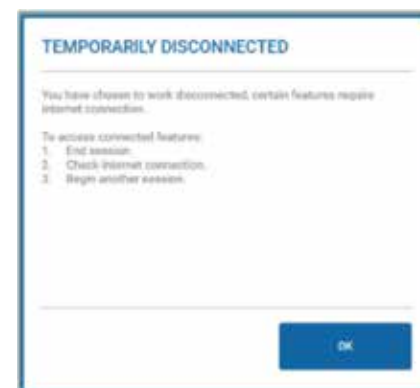 TEMPORARILY DISCONNECTED
You have chosen to work disconnected, certain features require
internet connection.
To access connected features:
1. End session.
2. Check internet connection.
3. Begin another session.
OK